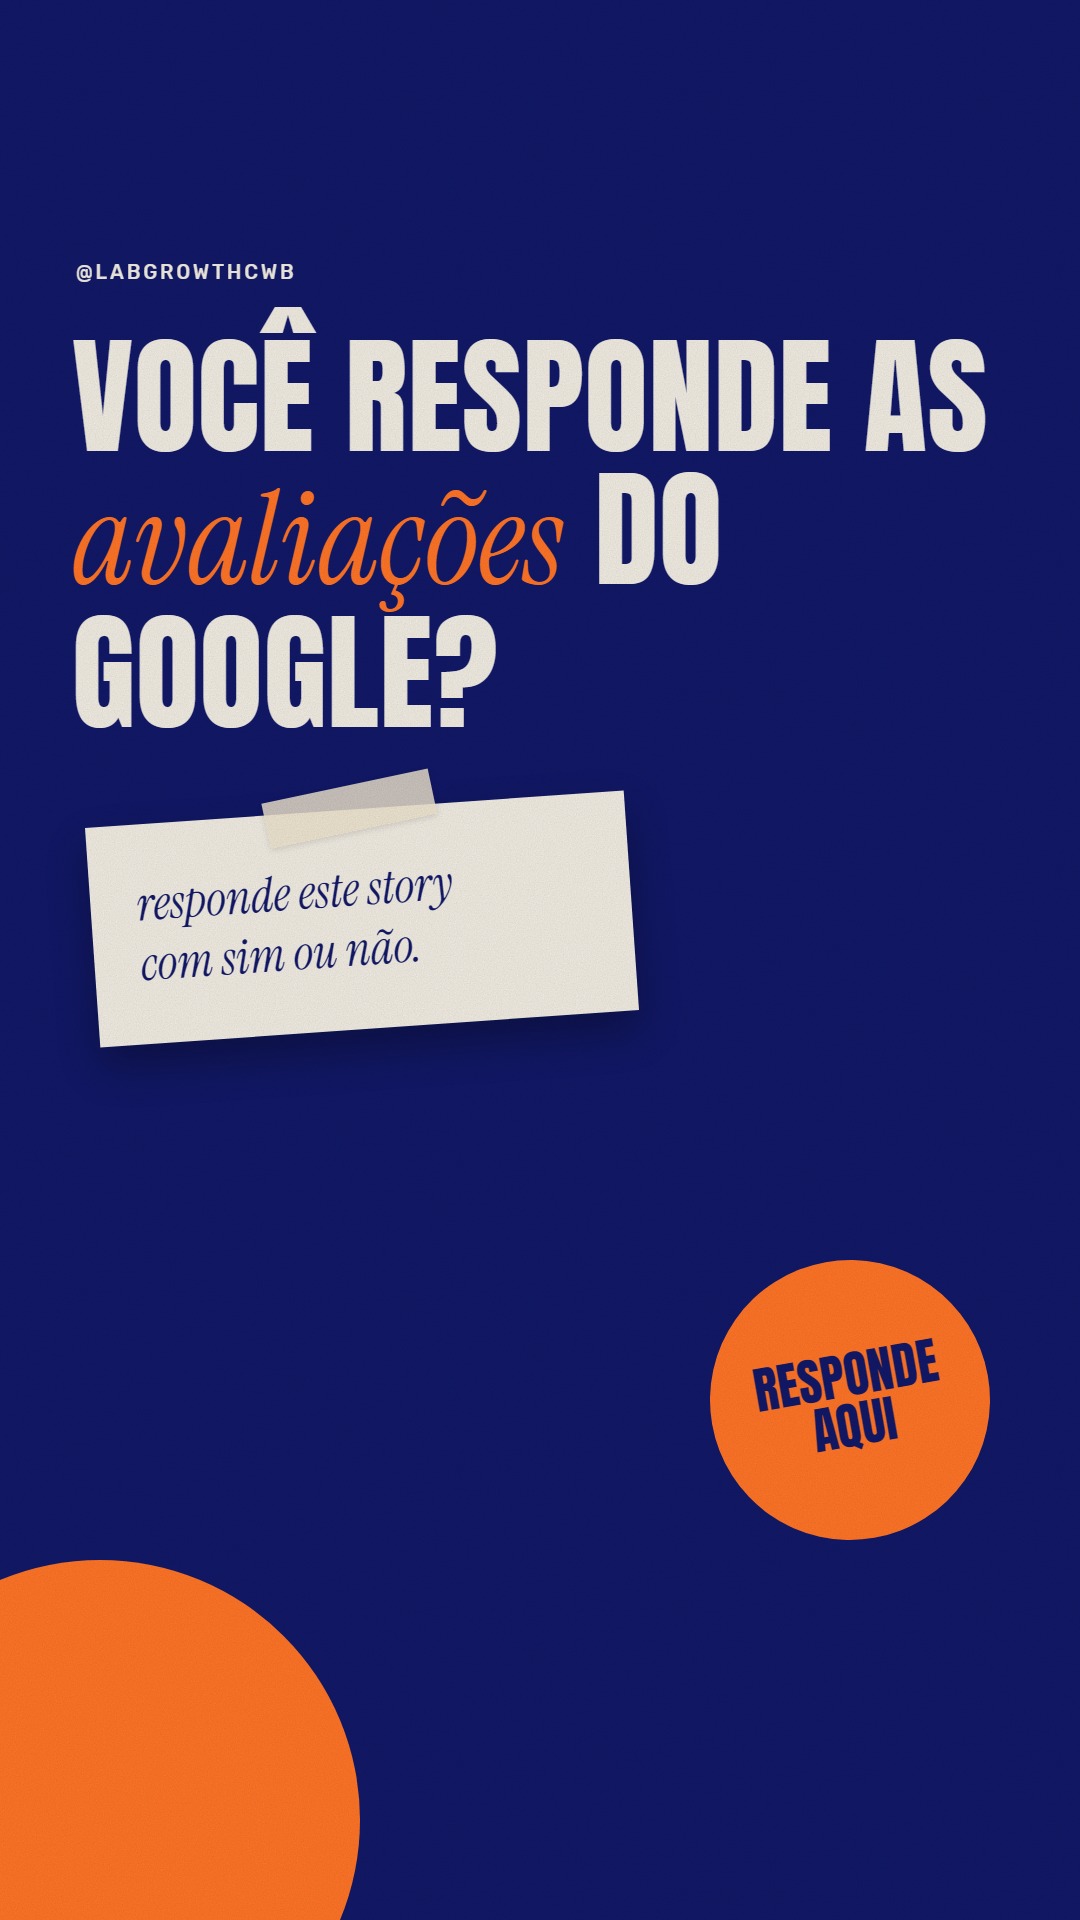 @LABGROWTHCWB
VOCÊ RESPONDE AS
avaliações DO
GOOGLE?
responde este story
com sim ou não.
RESPONDE
AQUI